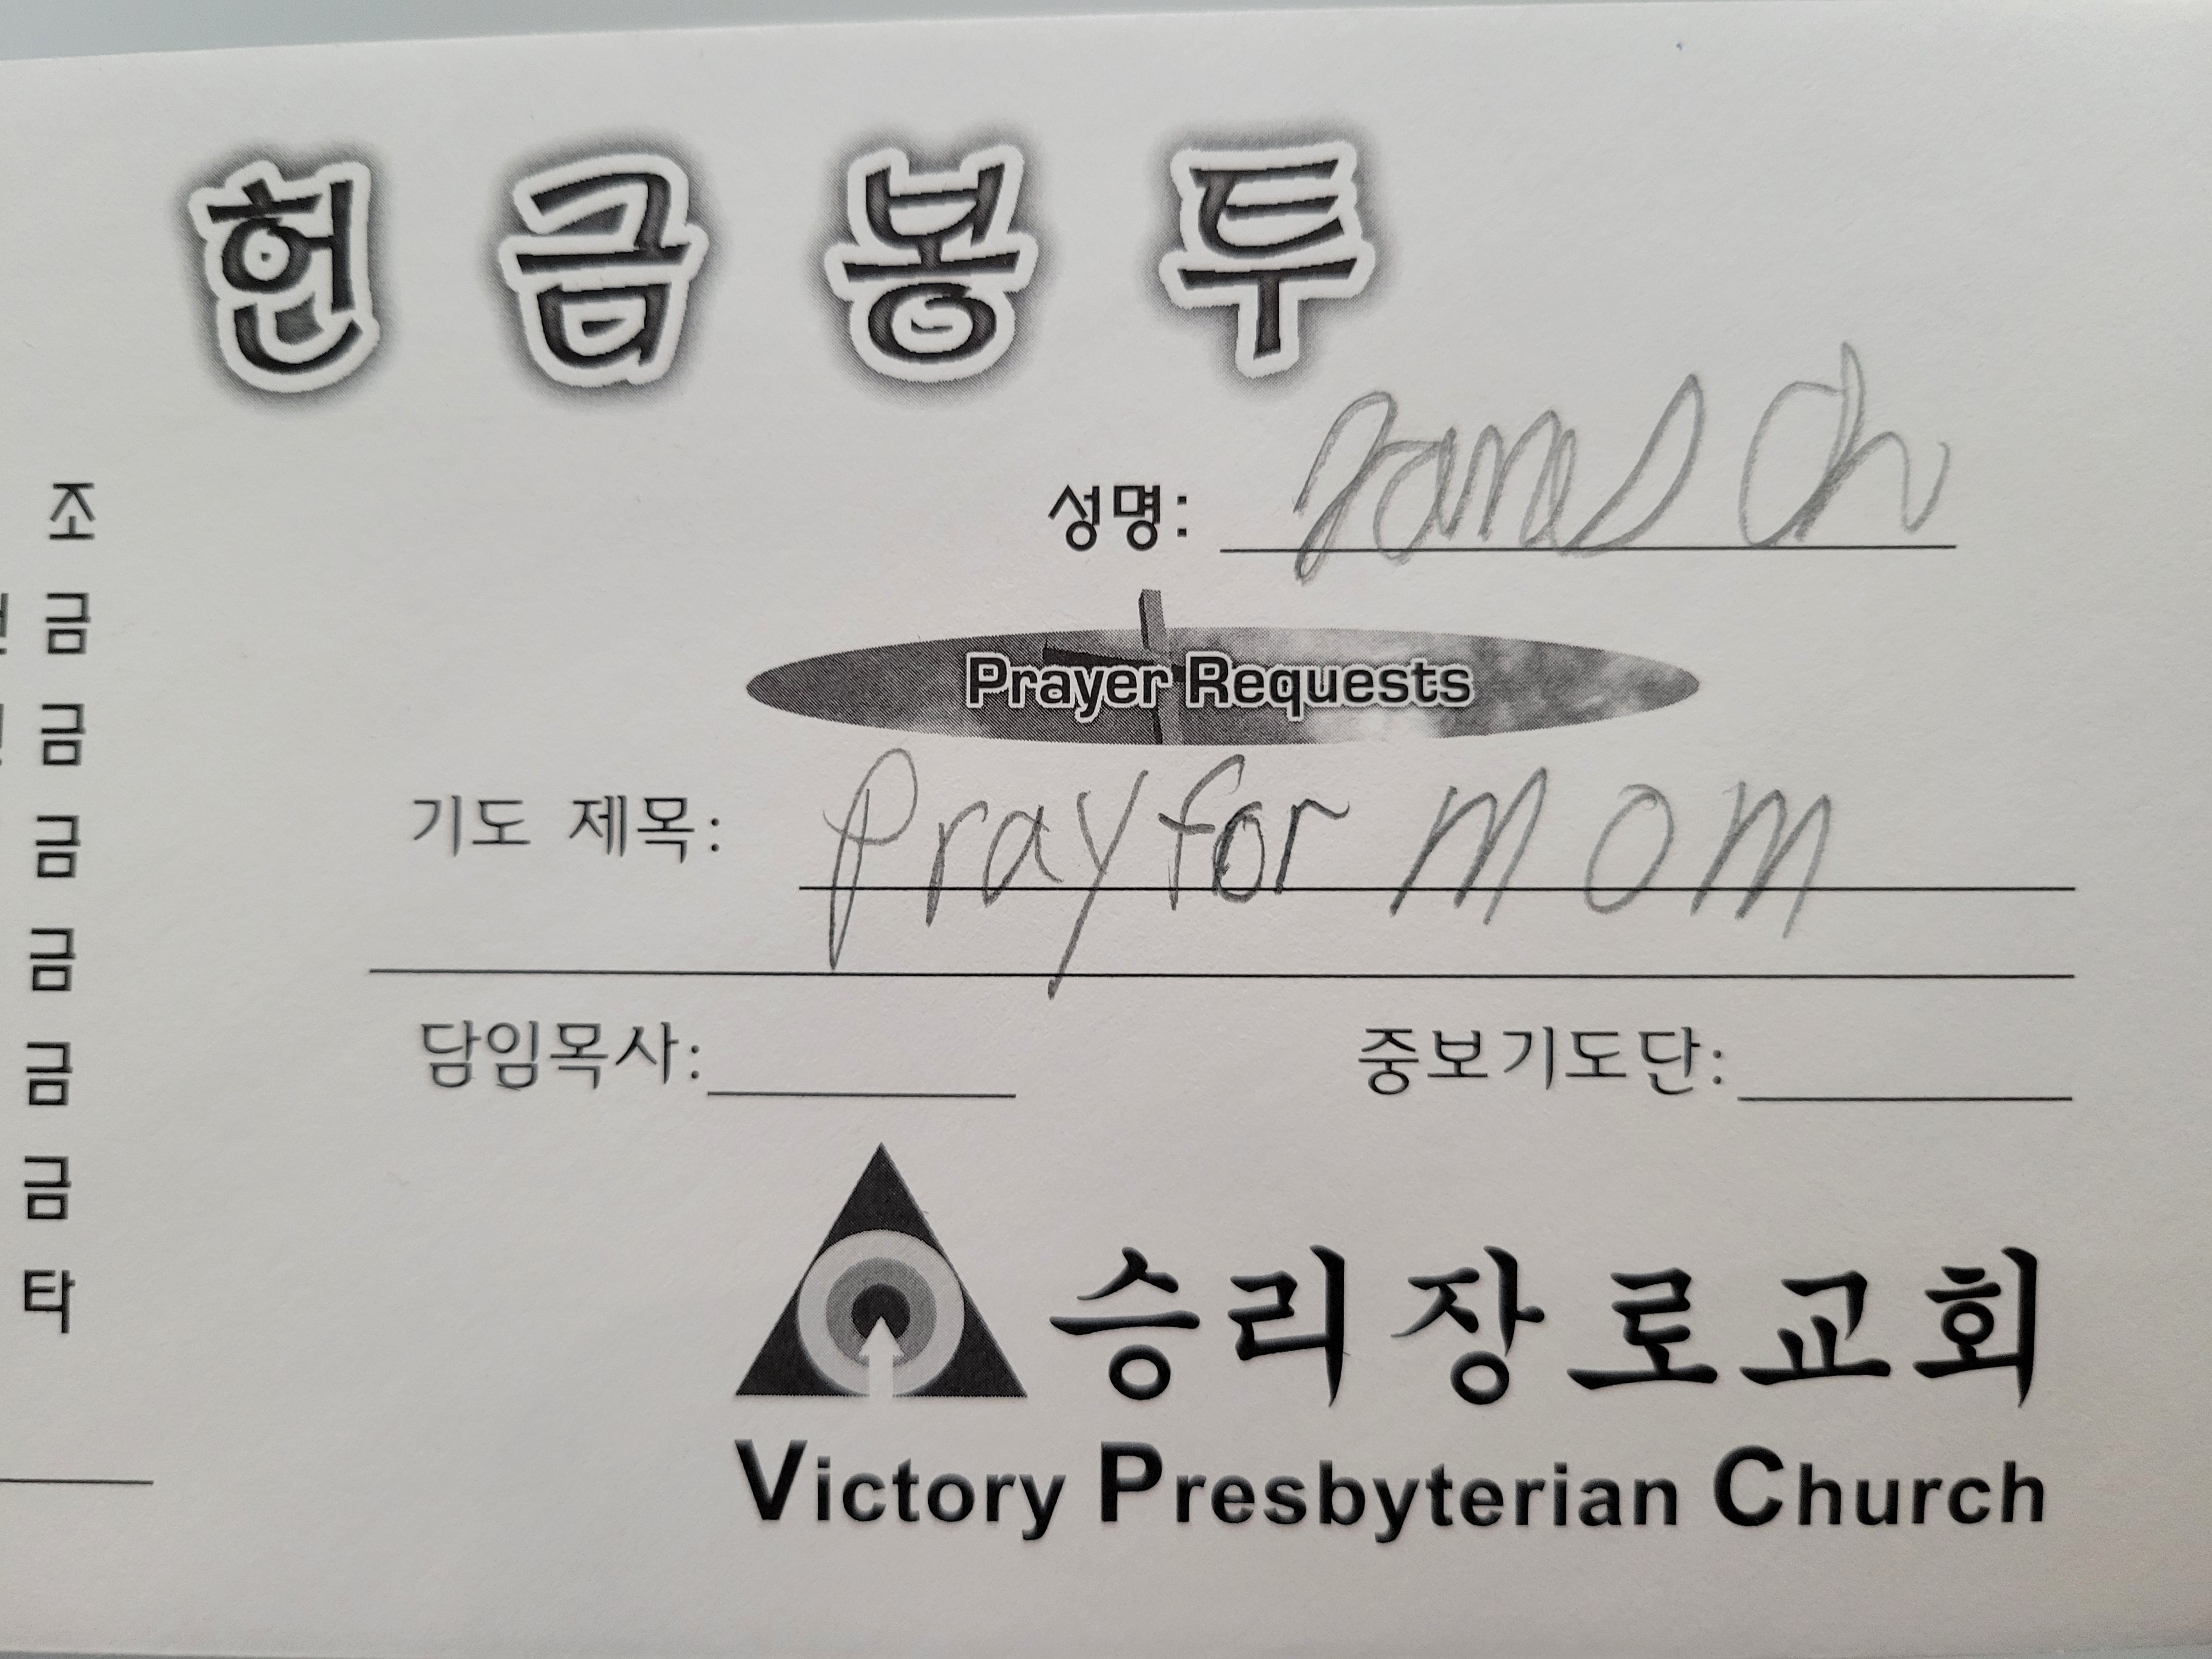 헌금봉투
성명: James Ch
Prayer Requests
기도 제목: Pray for Mom
담임목사:
중보기도단:
승리장로교회
Victory Presbyterian Church
조
금
금
금
금
금
금
탁